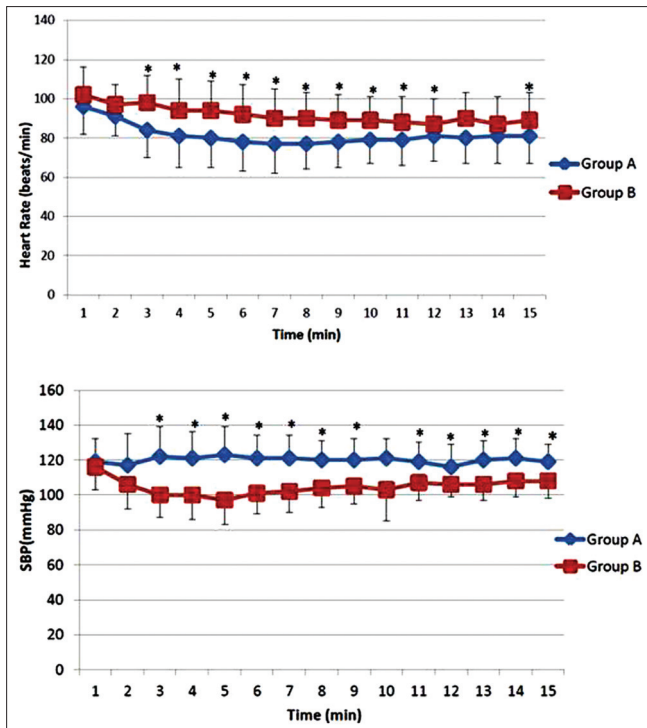 140
120
100
80
60
40
20
0
Heart Rate (beats/min)
* * * * * * * * * * *
1 2 3 4 5 6 7 8 9 10 11 12 13 14 15
Time (min)
Group A
Group B
160
140
120
100
80
60
40
20
0
SBP(mmHg)
* * * * * * * * * * * *
1 2 3 4 5 6 7 8 9 10 11 12 13 14 15
Time (min)
Group A
Group B